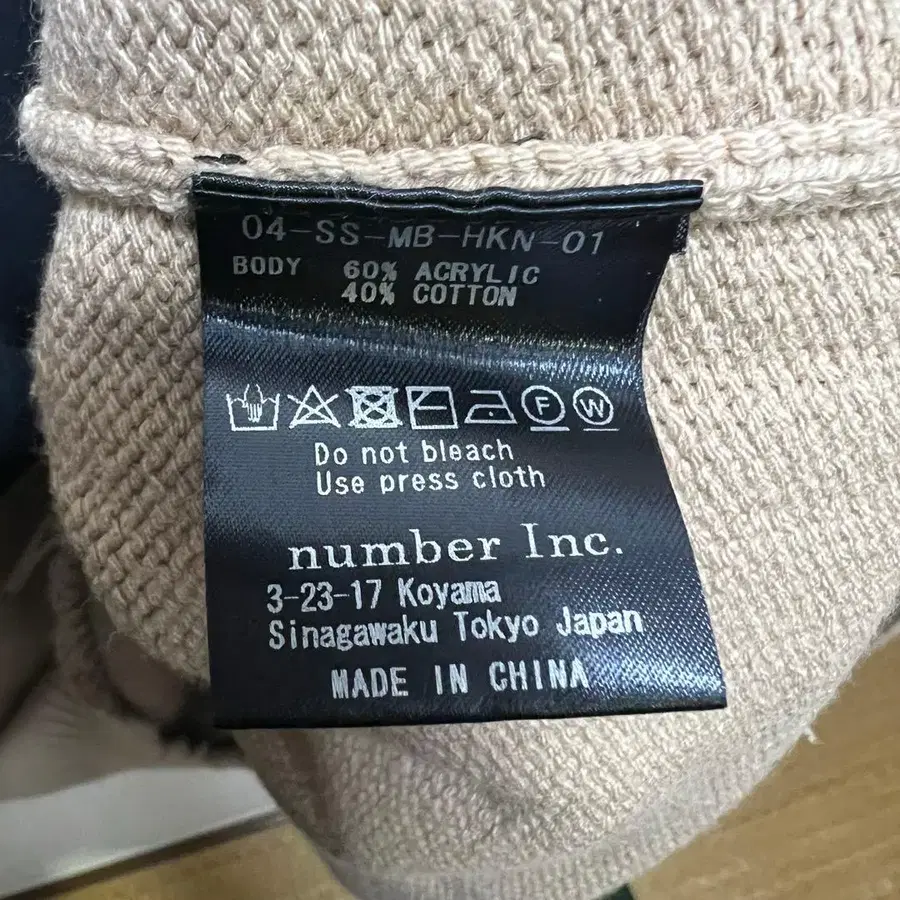 04-SS-MB-HKN-01
BODY 60% ACRYLIC
40% COTTON
F W
Do not bleach
Use press cloth
number Inc.
3-23-17 Koyama
Sinagawaku Tokyo Japan
MADE IN CHINA